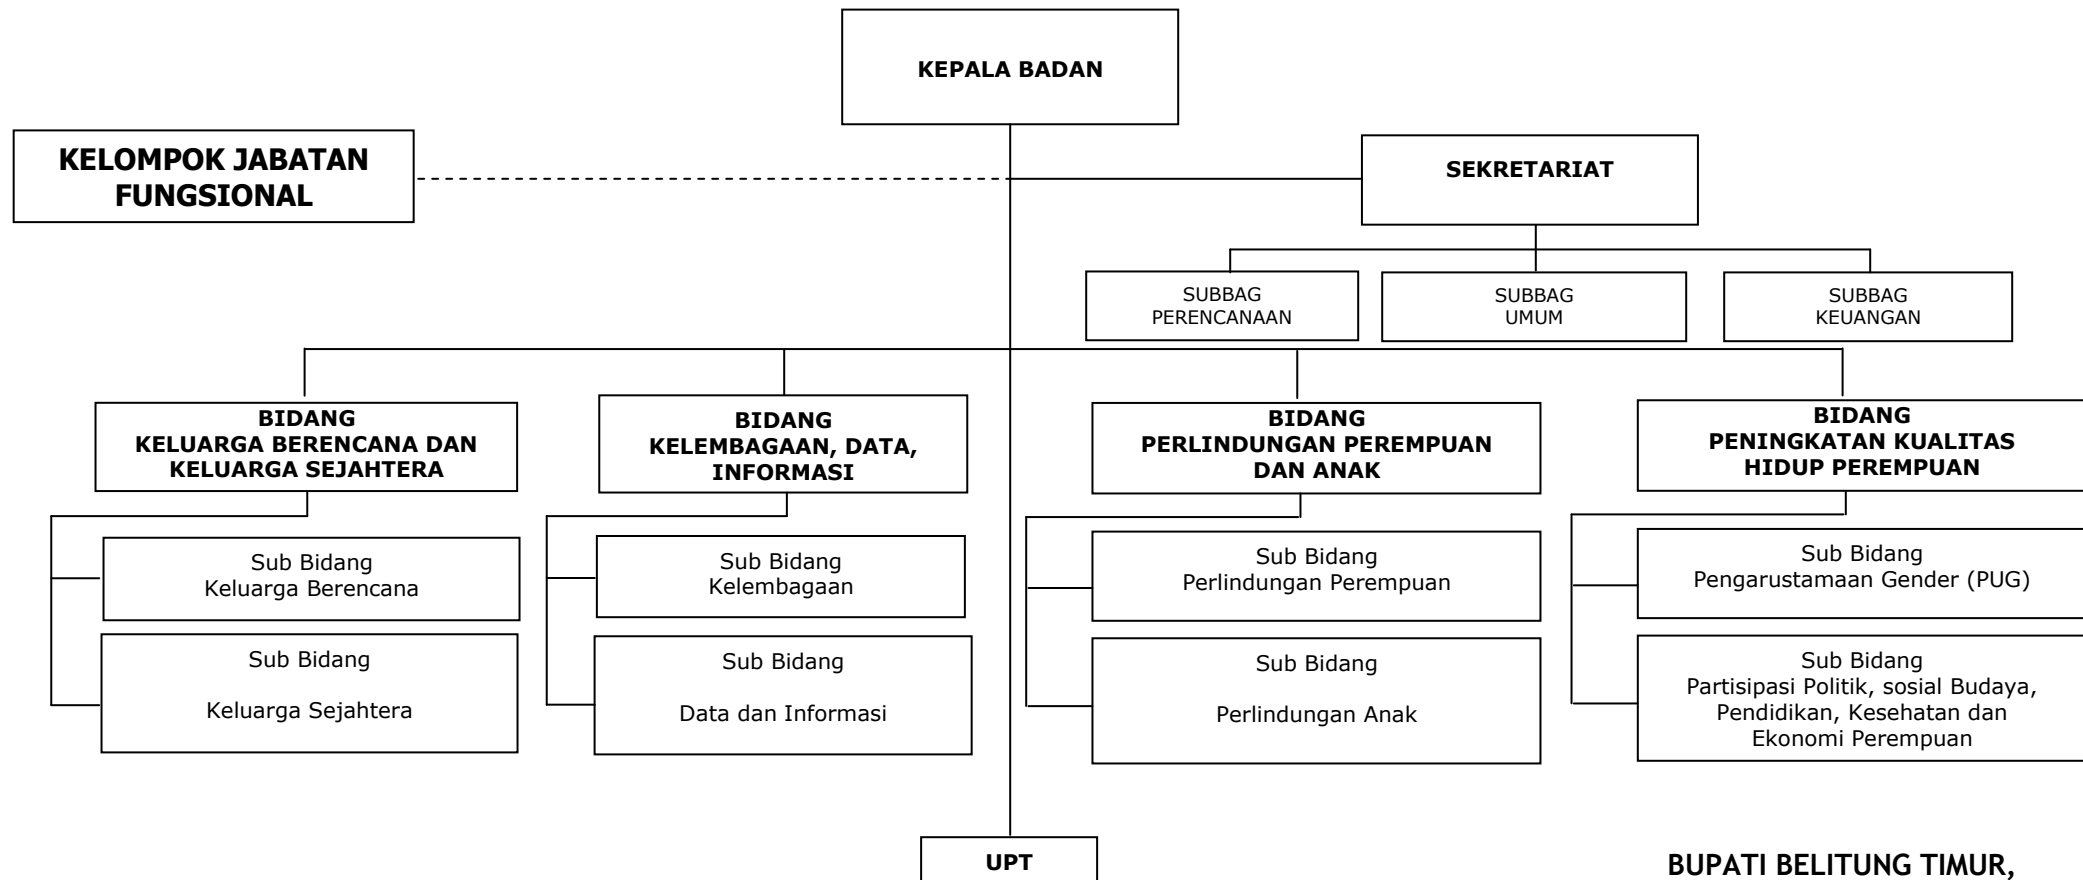 KEPALA BADAN
KELOMPOK JABATAN
FUNGSIONAL
SEKRETARIAT
SUBBAG
PERENCANAAN
SUBBAG
UMUM
SUBBAG
KEUANGAN
BIDANG
KELUARGA BERENCANA DAN
KELUARGA SEJAHTERA
BIDANG
KELEMBAGAAN, DATA,
INFORMASI
BIDANG
PERLINDUNGAN PEREMPUAN
DAN ANAK
BIDANG
PENINGKATAN KUALITAS
HIDUP PEREMPUAN
Sub Bidang
Keluarga Berencana
Sub Bidang
Kelembagaan
Sub Bidang
Perlindungan Perempuan
Sub Bidang
Pengarustamaan Gender (PUG)
Sub Bidang
Keluarga Sejahtera
Sub Bidang
Data dan Informasi
Sub Bidang
Perlindungan Anak
Sub Bidang
Partisipasi Politik, sosial Budaya,
Pendidikan, Kesehatan dan
Ekonomi Perempuan
UPT
BUPATI BELITUNG TIMUR,